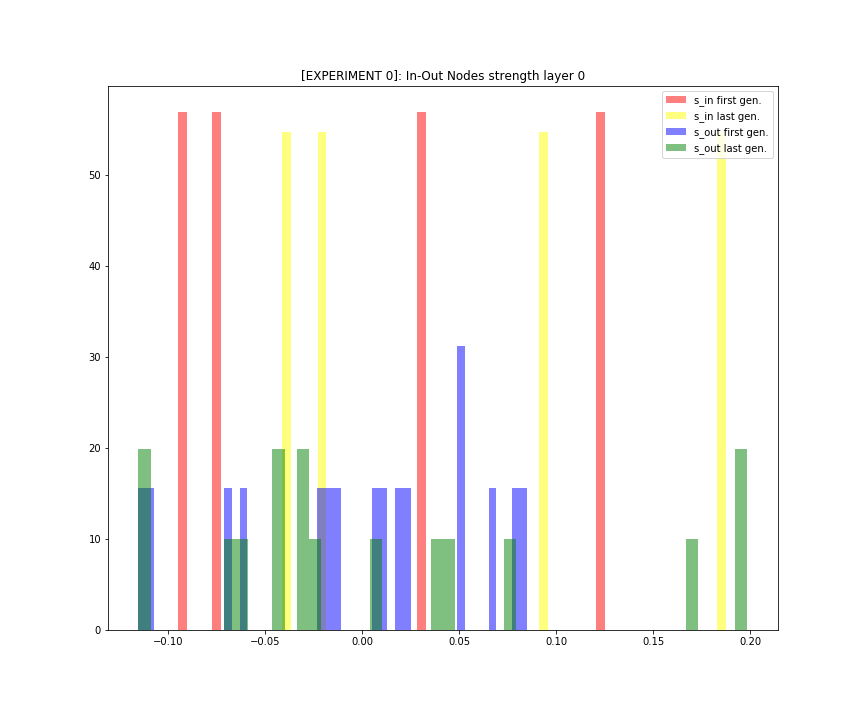 [EXPERIMENT 0]: In-Out Nodes strength layer 0
s_in first gen.
s_in last gen.
s_out first gen.
s_out last gen.
50
40
30
20
10
0
−0.10
−0.05
0.00
0.05
0.10
0.15
0.20